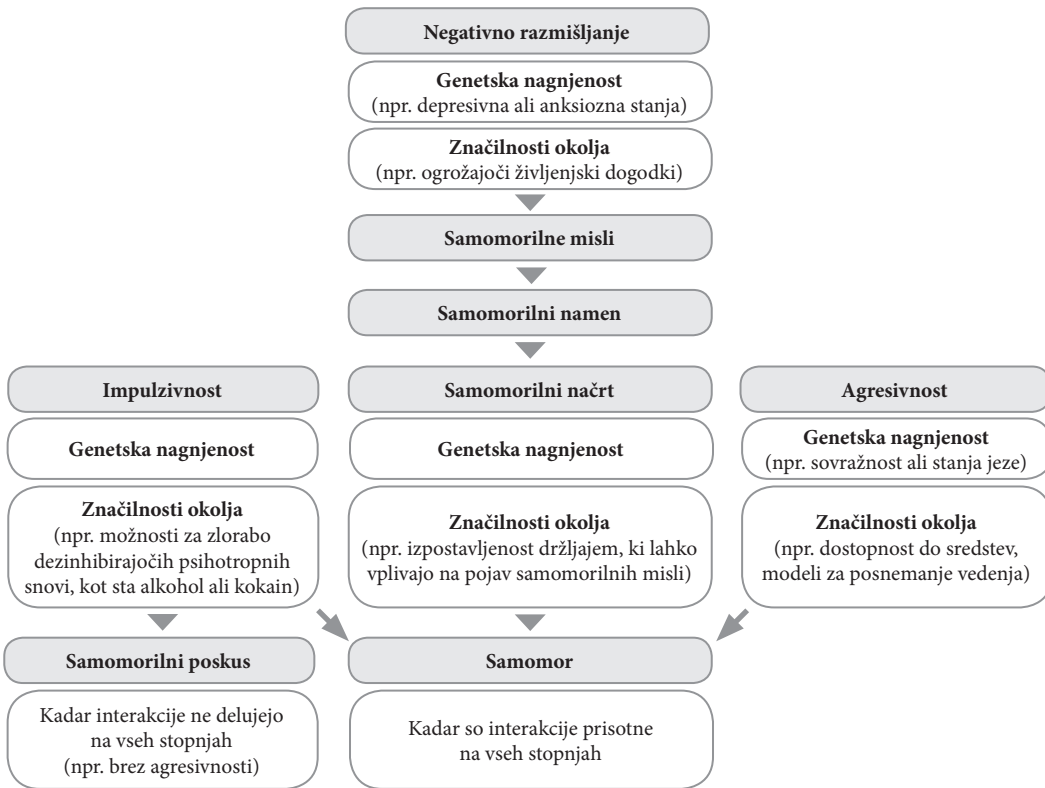 Negativno razmišljanje
Genetska nagnjenost
(npr. depresivna ali anksiozna stanja)
Značilnosti okolja
(npr. ogrožajoči življenjski dogodki)
Samomorilne misli
Samomorilni namen
Impulzivnost
Genetska nagnjenost
Značilnosti okolja
(npr. možnosti za zlorabo
dezinhibirajočih psihotropnih
snovi, kot sta alkohol ali kokain)
Samomorilni načrt
Genetska nagnjenost
Značilnosti okolja
(npr. izpostavljenost držljajem, ki lahko
vplivajo na pojav samomorilnih misli)
Agresivnost
Genetska nagnjenost
(npr. sovražnost ali stanja jeze)
Značilnosti okolja
(npr. dostopnost do sredstev,
modeli za posnemanje vedenja)
Samomorilni poskus
Kadar interakcije ne delujejo
na vseh stopnjah
(npr. brez agresivnosti)
Samomor
Kadar so interakcije prisotne
na vseh stopnjah